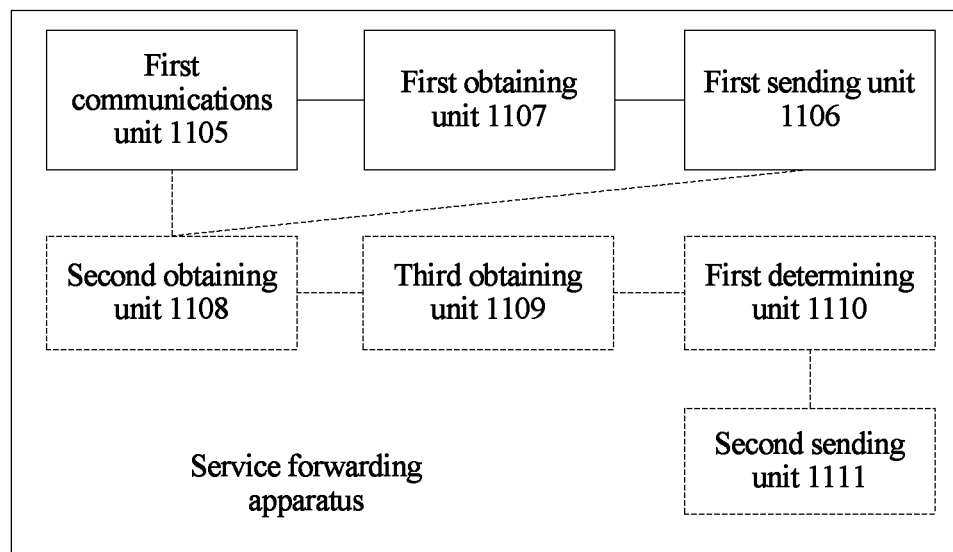 First
communications
unit 1105
First obtaining
unit 1107
First sending unit
1106
Second obtaining
unit 1108
Third obtaining
unit 1109
First determining
unit 1110
Second sending
unit 1111
Service forwarding
apparatus